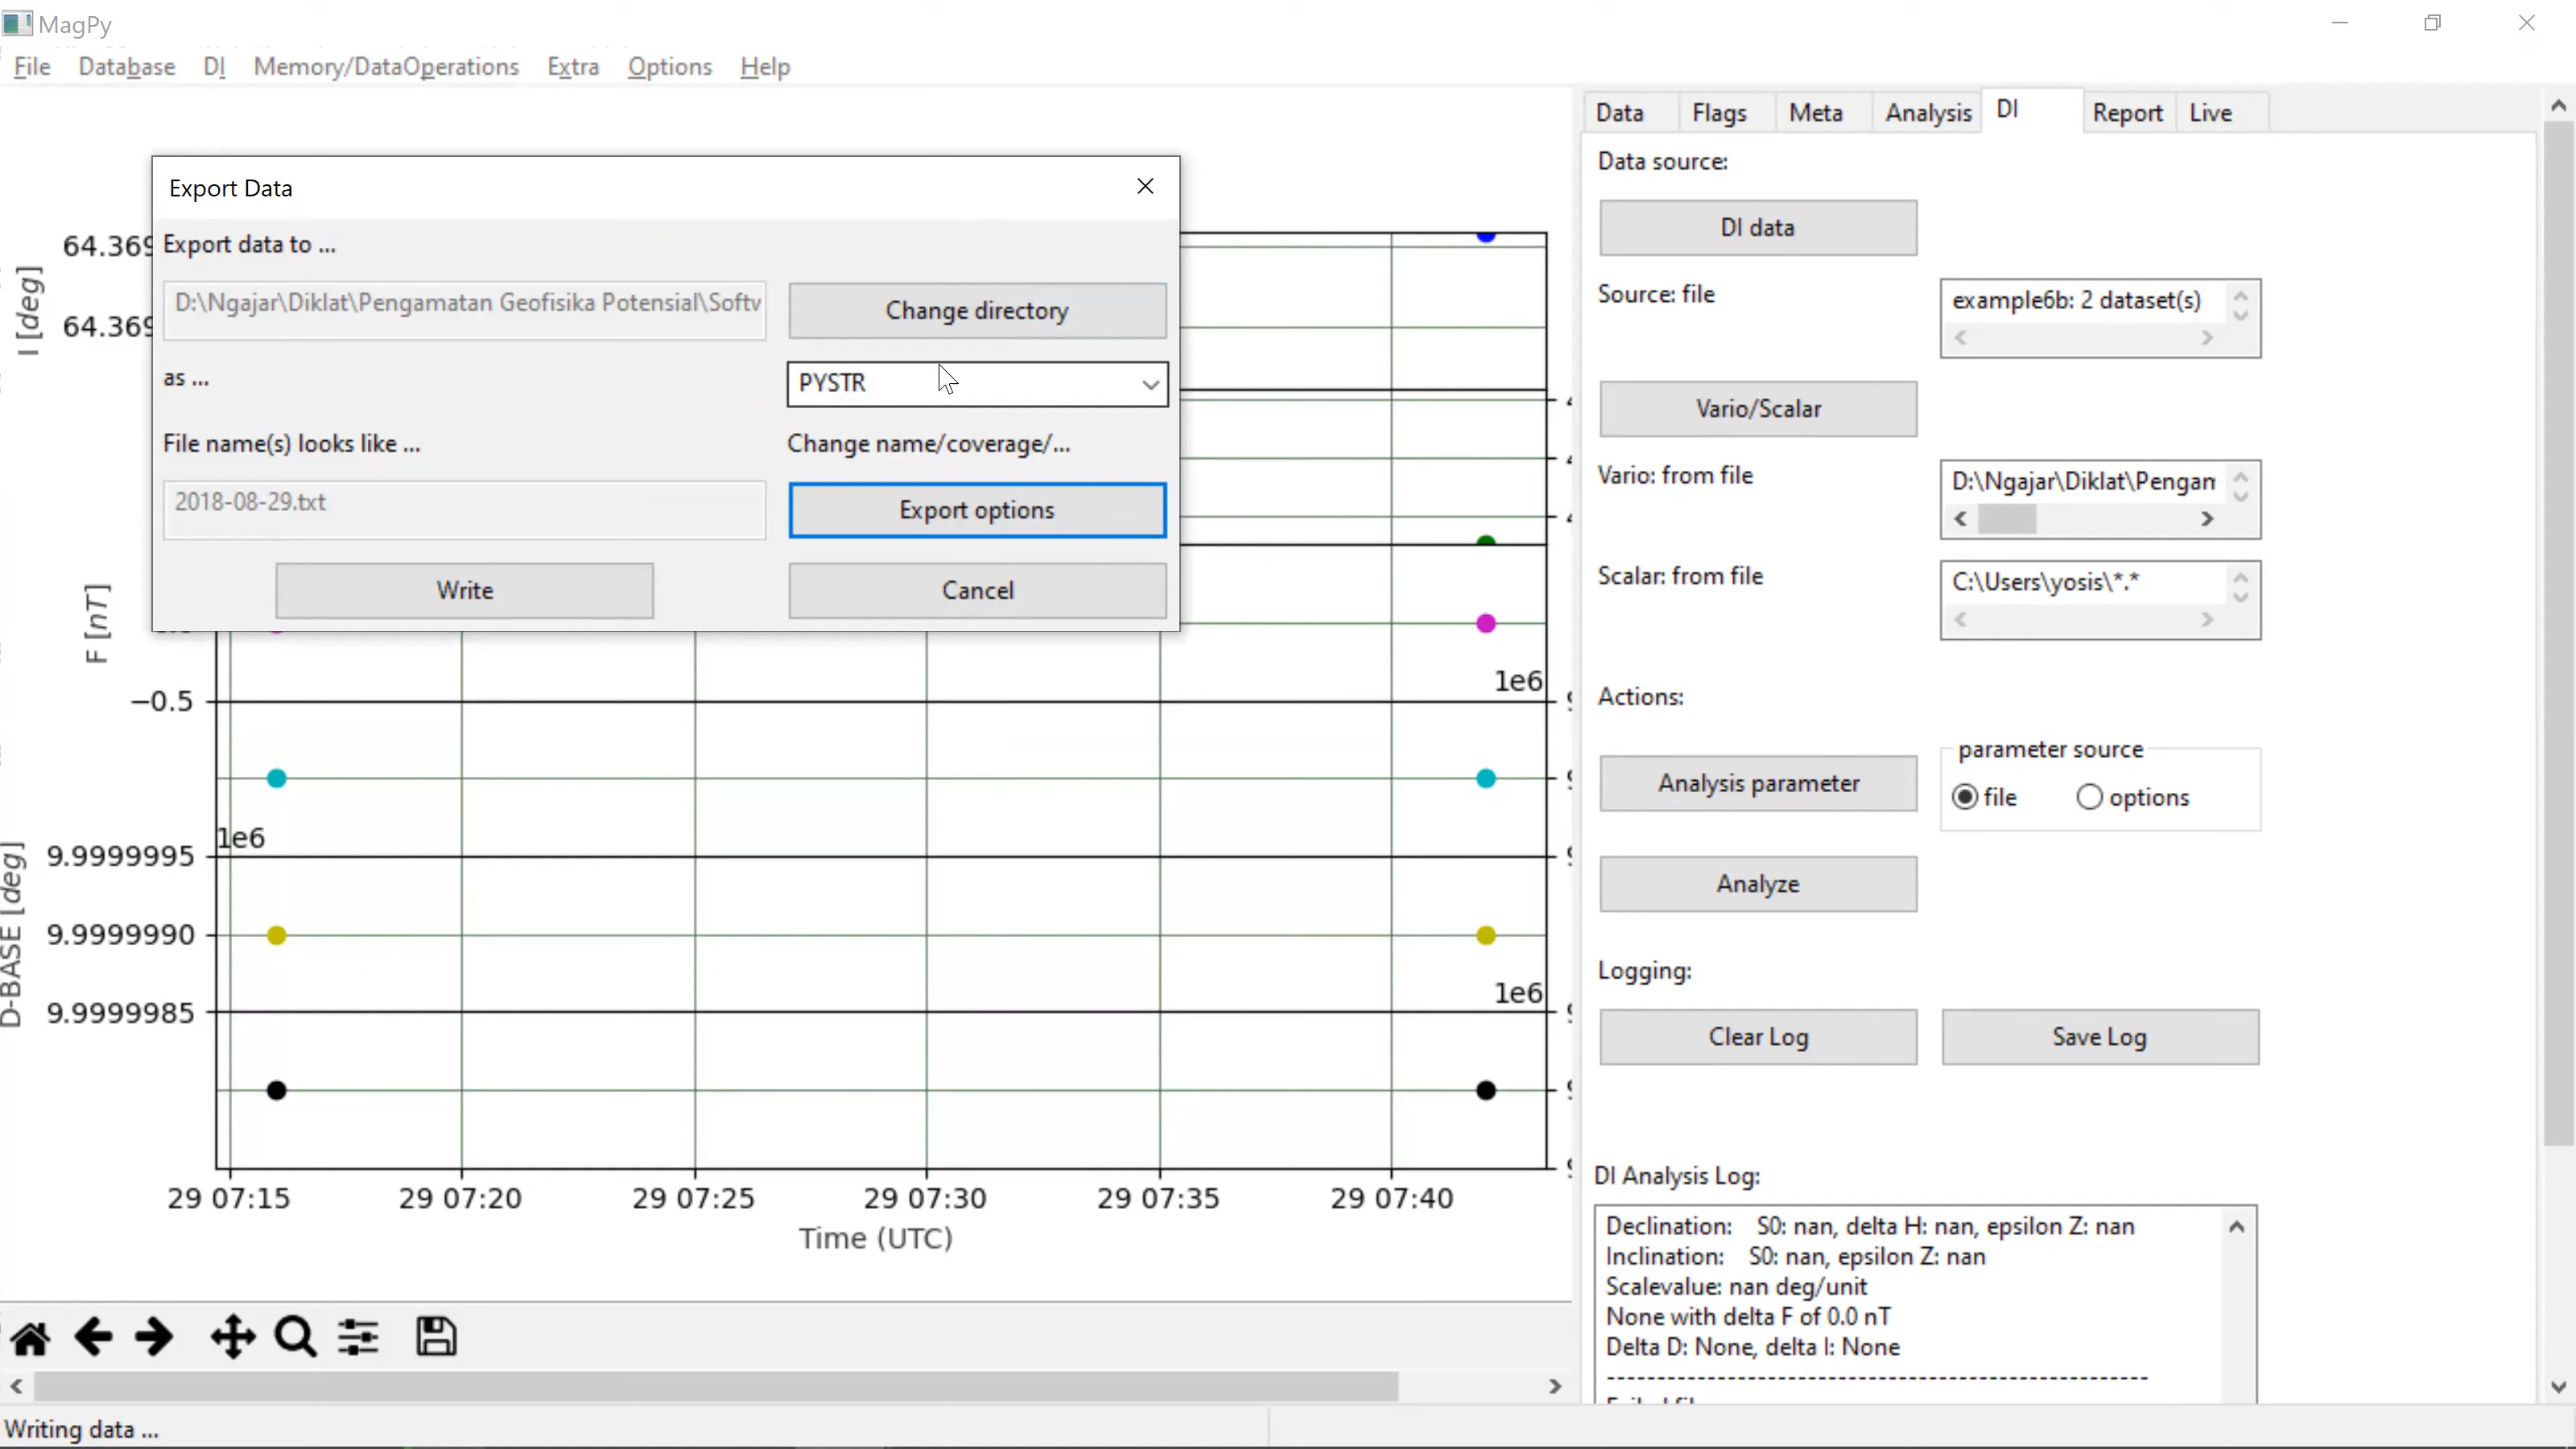 MagPy
File Database DI Memory/DataOperations Extra Options Help
Data Flags Meta Analysis DI Report Live
Export Data
Export data to ...
D:\Ngajar\Diklat\Pengamatan Geofisika Potensial\Softv
Change directory
as ...
PYSTR
File name(s) looks like ...
Change name/coverage/...
2018-08-29.txt
Export options
Write
Cancel
64.369
64.369
I [deg]
F [nT]
−0.5
1e6
1e6
9.9999995
9.9999990
9.9999985
D-BASE [deg]
1e6
29 07:15 29 07:20 29 07:25 29 07:30 29 07:35 29 07:40
Time (UTC)
Writing data ...
Data source:
DI data
Source: file
example6b: 2 dataset(s)
Vario/Scalar
Vario: from file
D:\Ngajar\Diklat\Pengam
Scalar: from file
C:\Users\yosis\*.*
Actions:
Analysis parameter
parameter source
file options
Analyze
Logging:
Clear Log
Save Log
DI Analysis Log:
Declination: S0: nan, delta H: nan, epsilon Z: nan
Inclination: S0: nan, epsilon Z: nan
Scalevalue: nan deg/unit
None with delta F of 0.0 nT
Delta D: None, delta I: None
-------------------------------------------------------